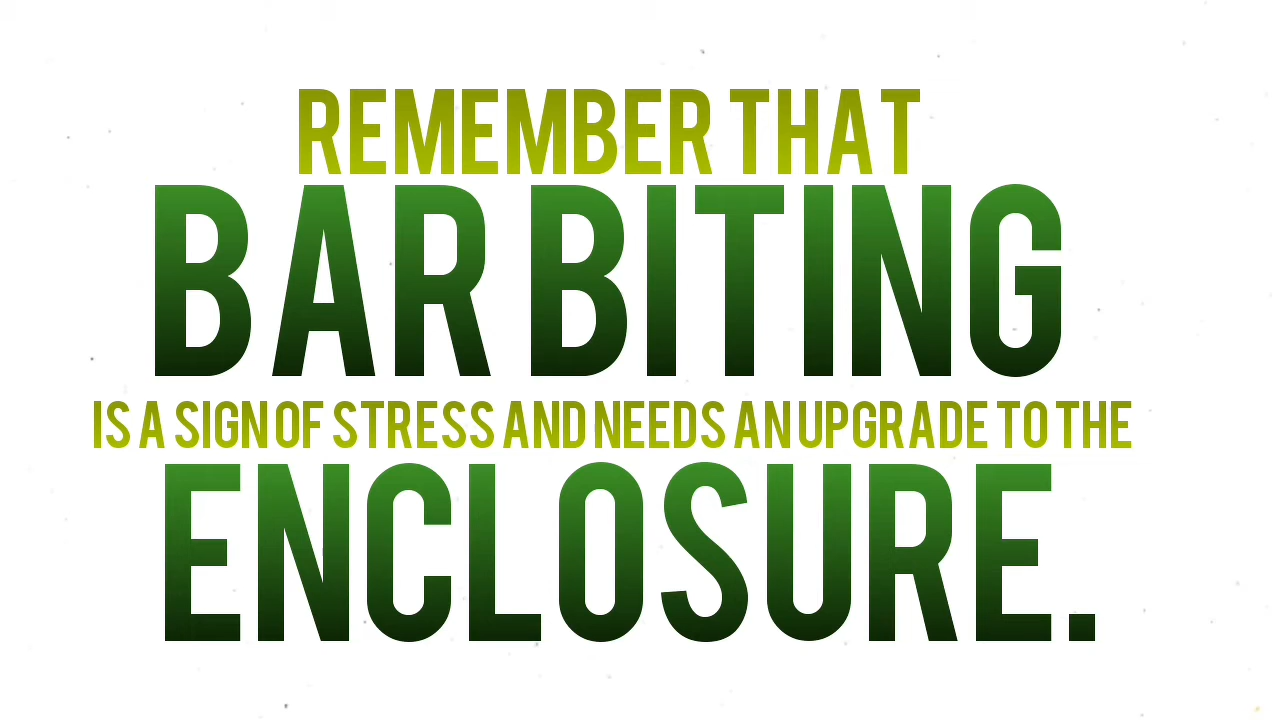 REMEMBER THAT
BAR BITING
IS A SIGN OF STRESS AND NEEDS AN UPGRADE TO THE
ENCLOSURE.